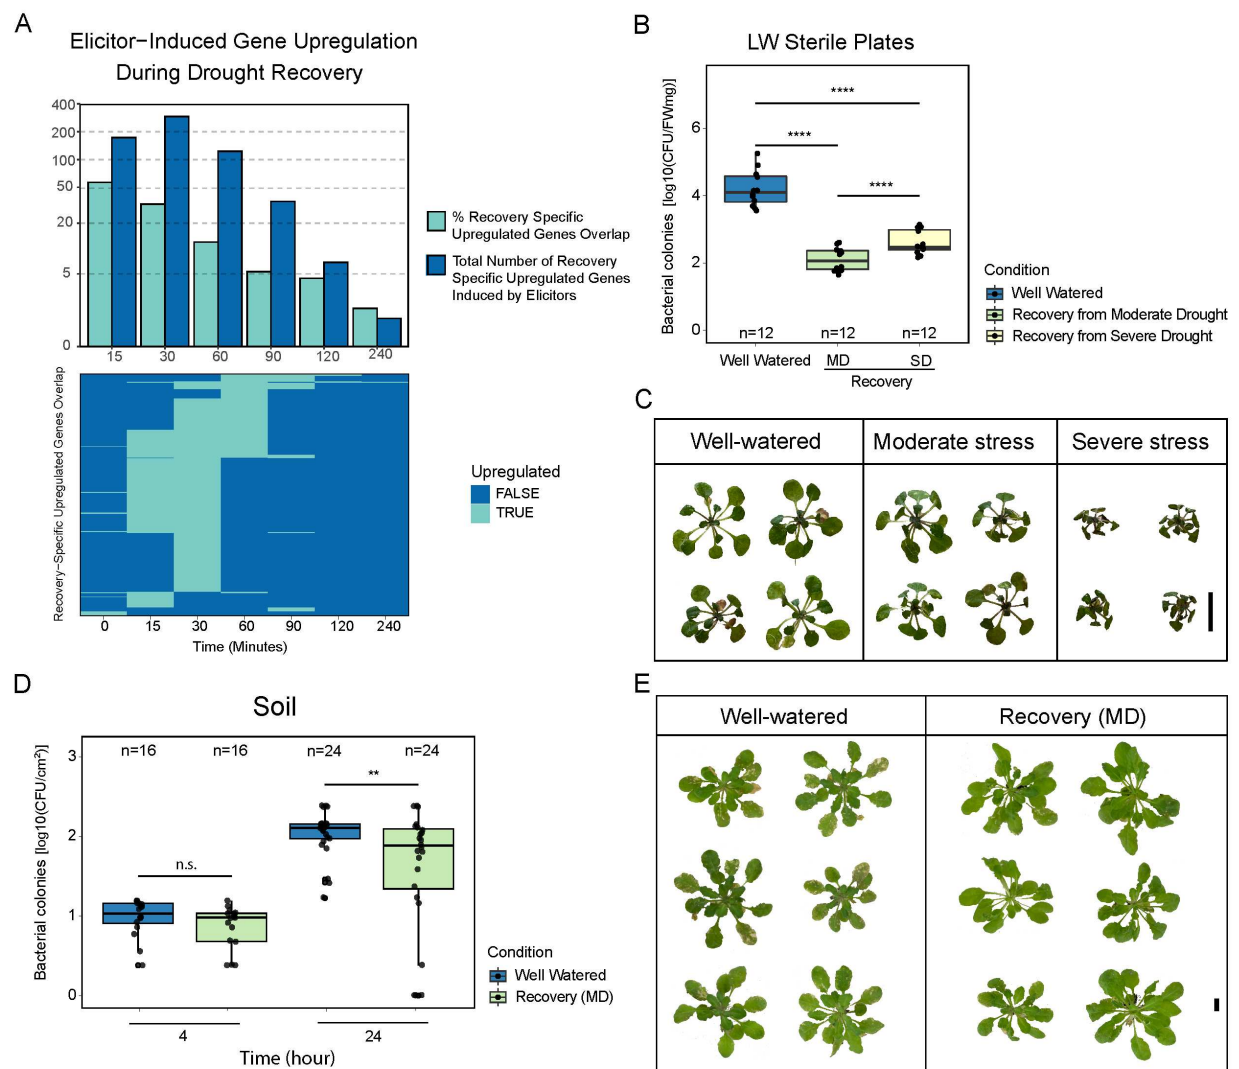 A
Elicitor−Induced Gene Upregulation
During Drought Recovery
400
200
100
50
20
5
0
15 30 60 90 120 240
% Recovery Specific
Upregulated Genes Overlap
Total Number of Recovery
Specific Upregulated Genes
Induced by Elicitors
Recovery−Specific Upregulated Genes Overlap
0 15 30 60 90 120 240
Time (Minutes)
Upregulated
FALSE
TRUE
B
LW Sterile Plates
Bacterial colonies [log10(CFU/FWmg)]
6
4
2
0
****
****
****
n=12 n=12 n=12
Well Watered MD SD
Recovery
Condition
Well Watered
Recovery from Moderate Drought
Recovery from Severe Drought
C
Well-watered Moderate stress Severe stress
D
Soil
Bacterial colonies [log10(CFU/cm²)]
3
2
1
0
n=16 n=16 n=24 n=24
n.s.
**
4 24
Time (hour)
Condition
Well Watered
Recovery (MD)
E
Well-watered Recovery (MD)